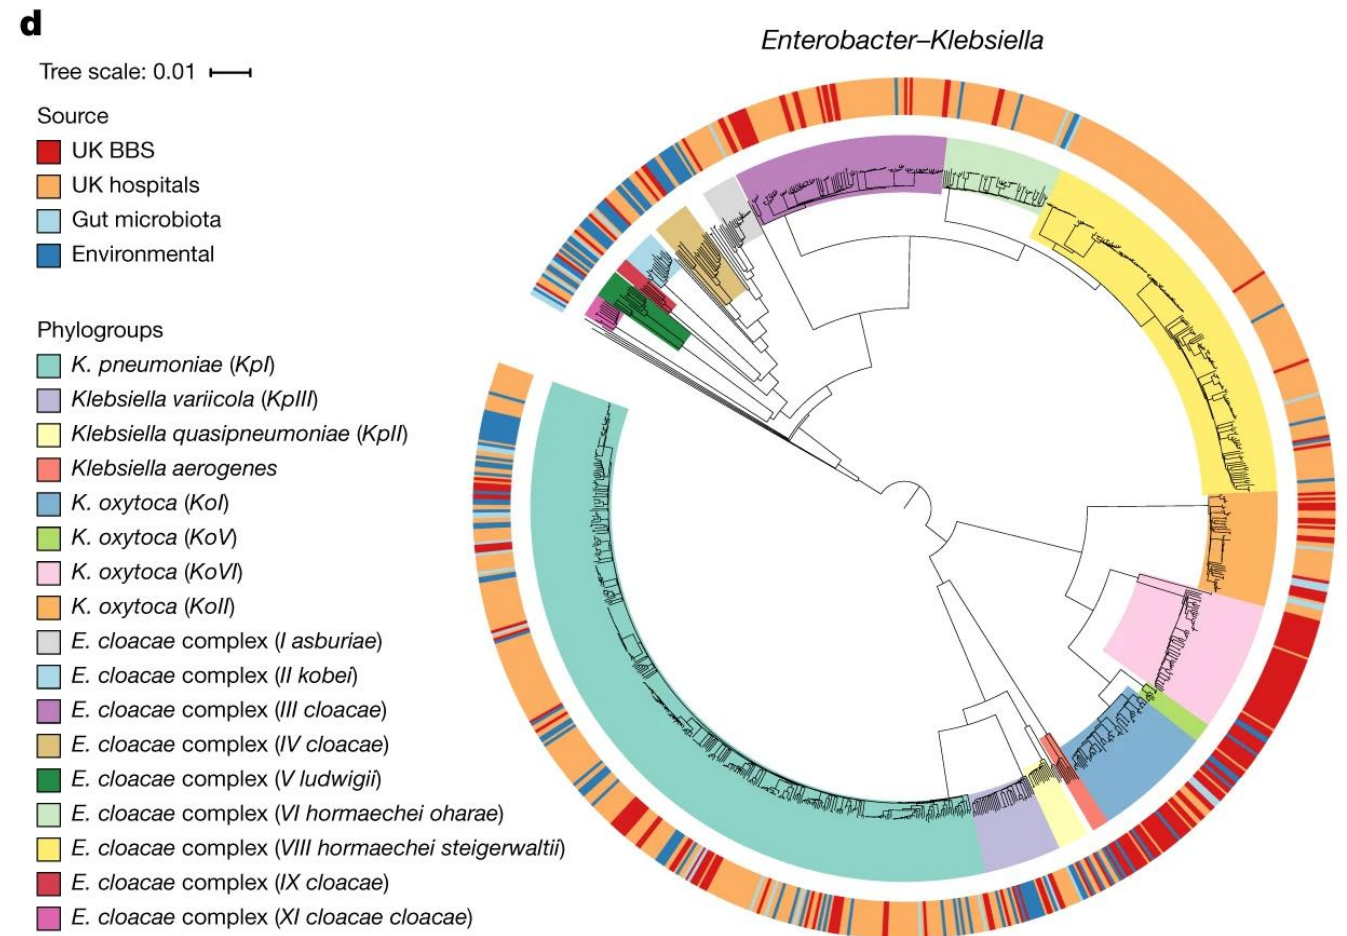 d
Enterobacter–Klebsiella
Tree scale: 0.01
Source
UK BBS
UK hospitals
Gut microbiota
Environmental
Phylogroups
K. pneumoniae (KpI)
Klebsiella variicola (KpIII)
Klebsiella quasipneumoniae (KpII)
Klebsiella aerogenes
K. oxytoca (KoI)
K. oxytoca (KoV)
K. oxytoca (KoVI)
K. oxytoca (KoII)
E. cloacae complex (I asburiae)
E. cloacae complex (II kobei)
E. cloacae complex (III cloacae)
E. cloacae complex (IV cloacae)
E. cloacae complex (V ludwigii)
E. cloacae complex (VI hormaechei oharae)
E. cloacae complex (VIII hormaechei steigerwaltii)
E. cloacae complex (IX cloacae)
E. cloacae complex (XI cloacae cloacae)